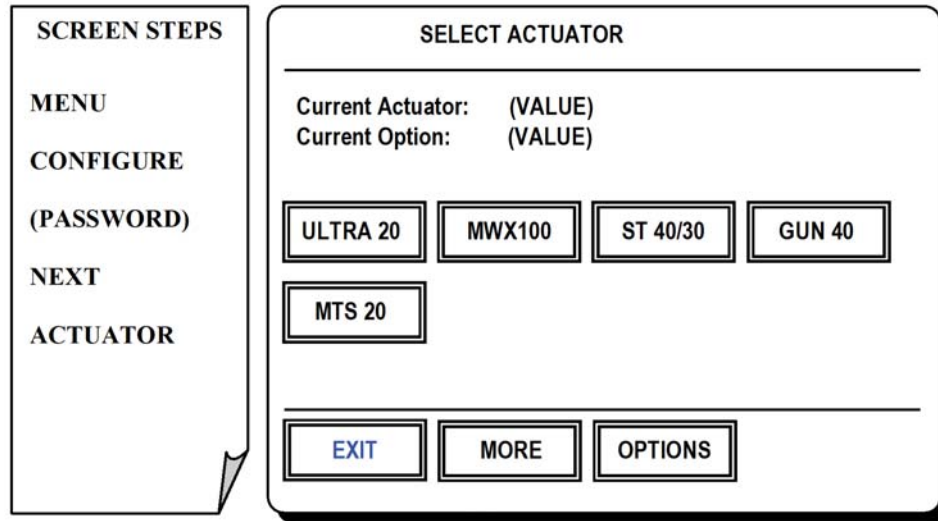 SCREEN STEPS
MENU
CONFIGURE
(PASSWORD)
NEXT
ACTUATOR
SELECT ACTUATOR
Current Actuator: (VALUE)
Current Option: (VALUE)
ULTRA 20 MWX100 ST 40/30 GUN 40
MTS 20
EXIT MORE OPTIONS